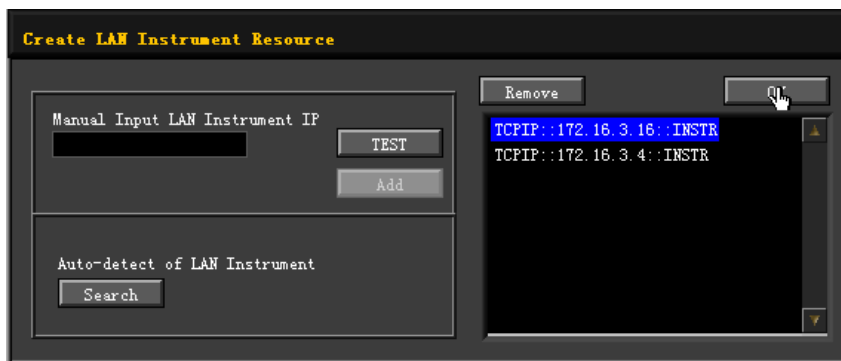 Create LAN Instrument Resource
Remove
Manual Input LAN Instrument IP
TEST
Add
TCPIP::172.16.3.16::INSTR
TCPIP::172.16.3.4::INSTR
Auto-detect of LAN Instrument
Search